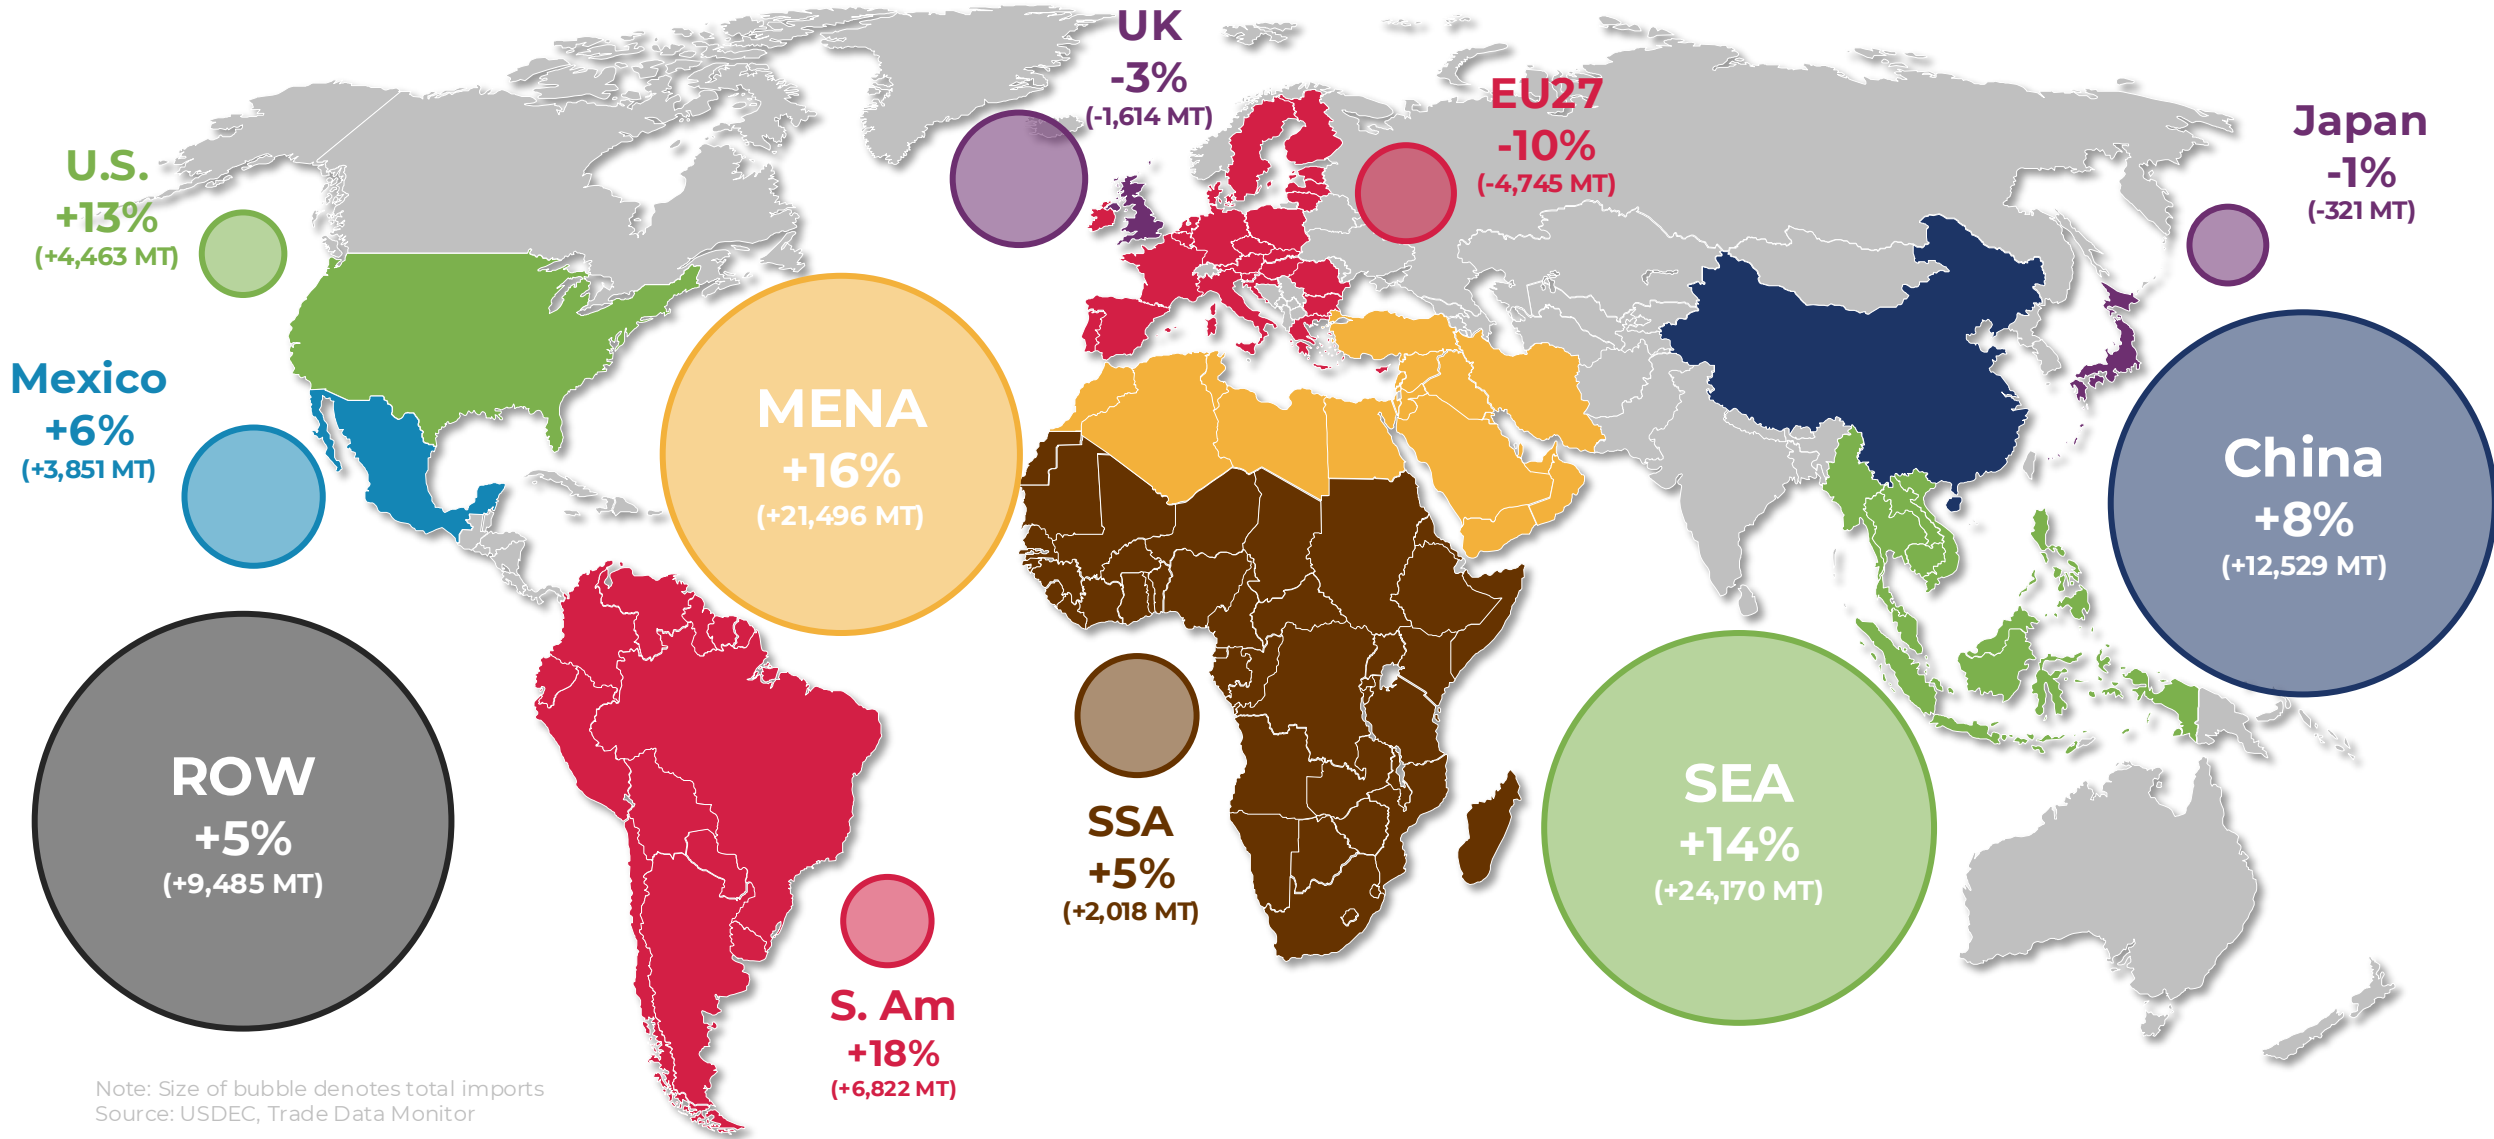 UK
-3%
(-1,614 MT)
EU27
-10%
(-4,745 MT)
Japan
-1%
(-321 MT)
U.S.
+13%
(+4,463 MT)
Mexico
+6%
(+3,851 MT)
MENA
+16%
(+21,496 MT)
China
+8%
(+12,529 MT)
ROW
+5%
(+9,485 MT)
SSA
+5%
(+2,018 MT)
SEA
+14%
(+24,170 MT)
S. Am
+18%
(+6,822 MT)
Note: Size of bubble denotes total imports
Source: USDEC, Trade Data Monitor